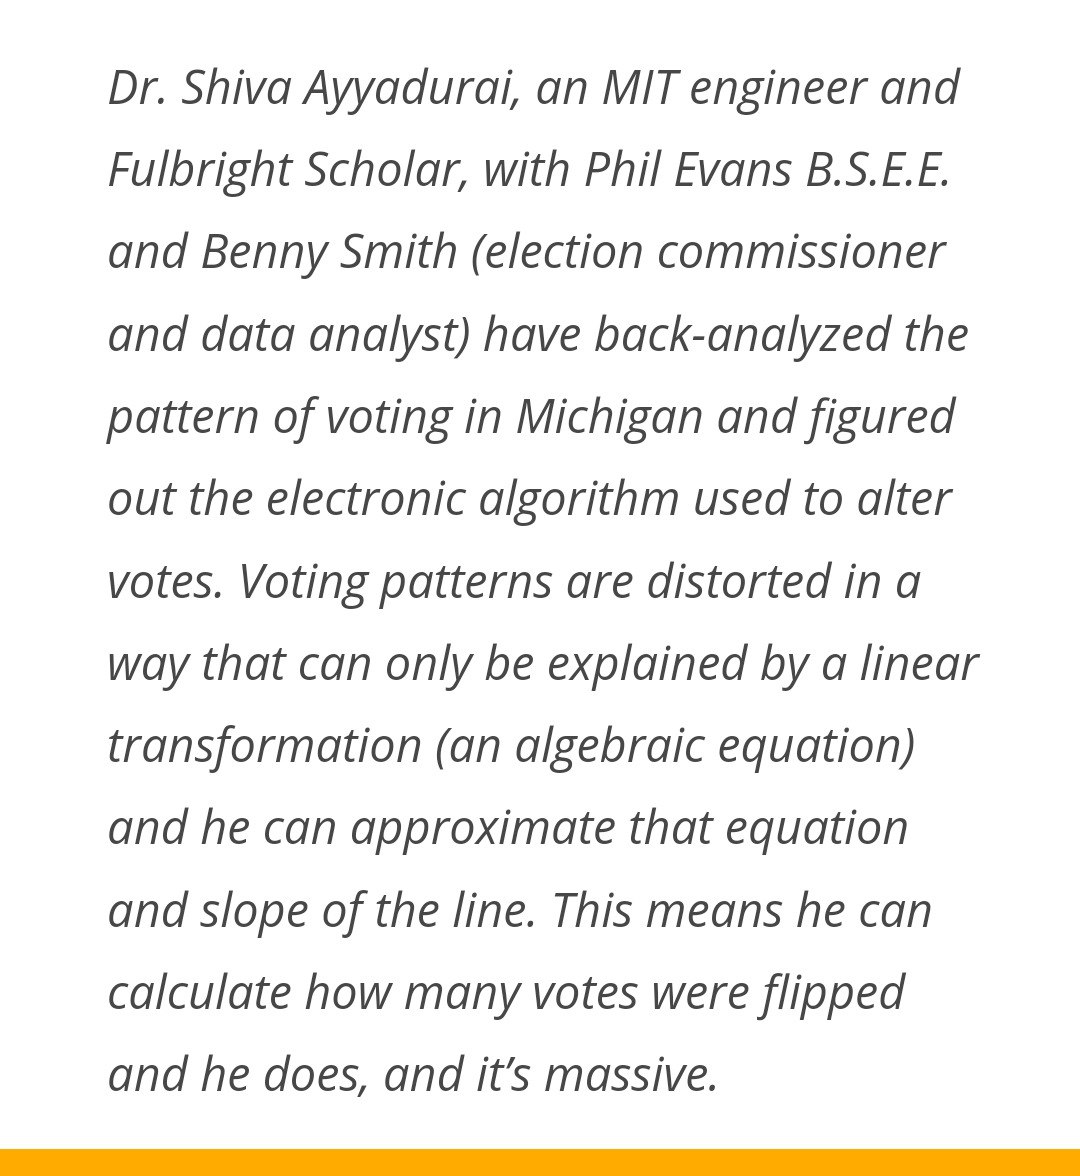 Dr. Shiva Ayyadurai, an MIT engineer and
Fulbright Scholar, with Phil Evans B.S.E.E.
and Benny Smith (election commissioner
and data analyst) have back-analyzed the
pattern of voting in Michigan and figured
out the electronic algorithm used to alter
votes. Voting patterns are distorted in a
way that can only be explained by a linear
transformation (an algebraic equation)
and he can approximate that equation
and slope of the line. This means he can
calculate how many votes were flipped
and he does, and it’s massive.